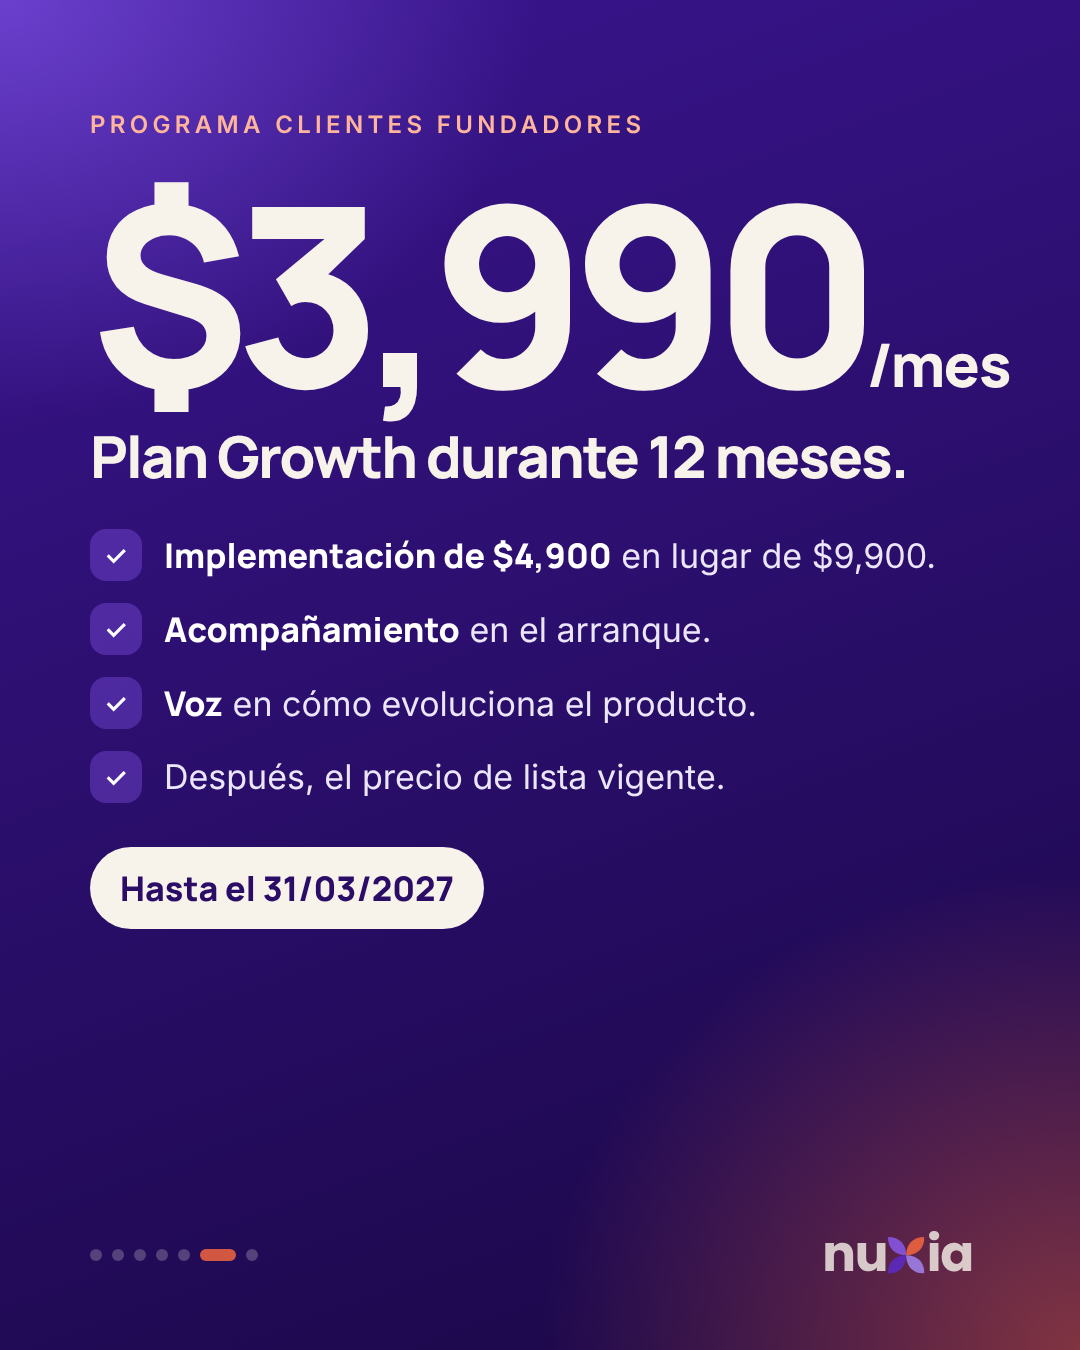 PROGRAMA CLIENTES FUNDADORES
$3,990/mes
Plan Growth durante 12 meses.
Implementación de $4,900 en lugar de $9,900.
Acompañamiento en el arranque.
Voz en cómo evoluciona el producto.
Después, el precio de lista vigente.
Hasta el 31/03/2027
nuxia